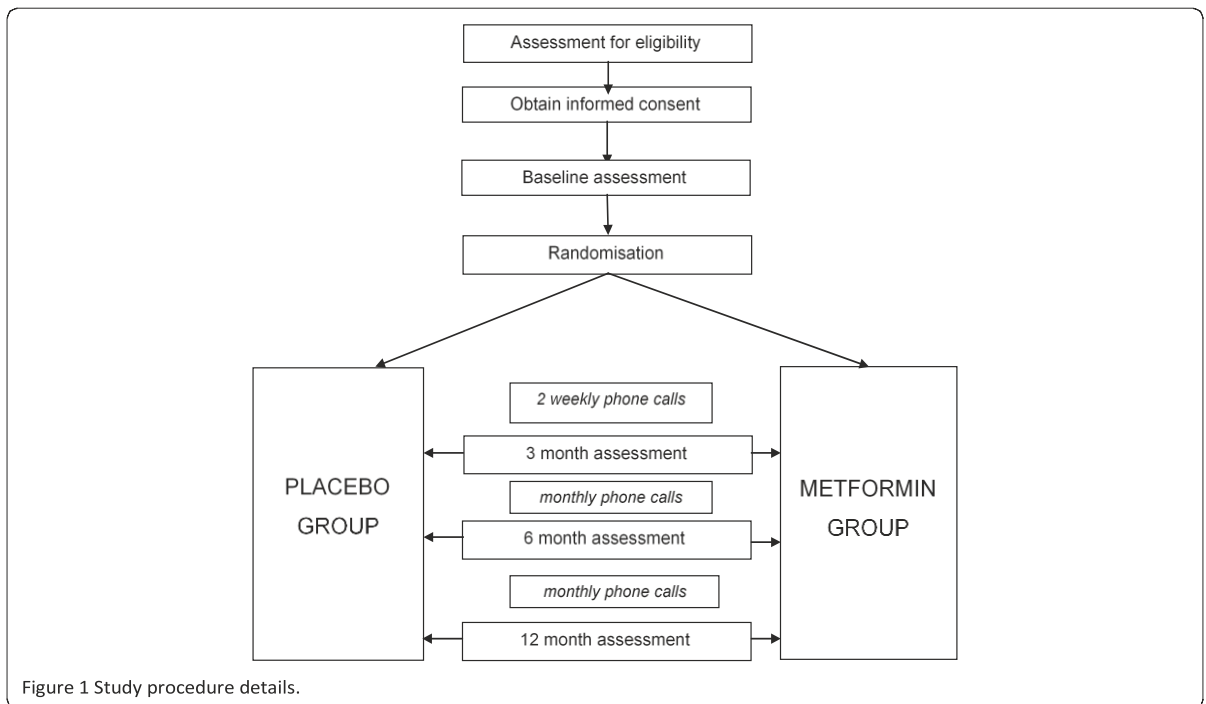 Assessment for eligibility
Obtain informed consent
Baseline assessment
Randomisation
PLACEBO
GROUP
2 weekly phone calls
3 month assessment
monthly phone calls
6 month assessment
monthly phone calls
12 month assessment
METFORMIN
GROUP
Figure 1 Study procedure details.